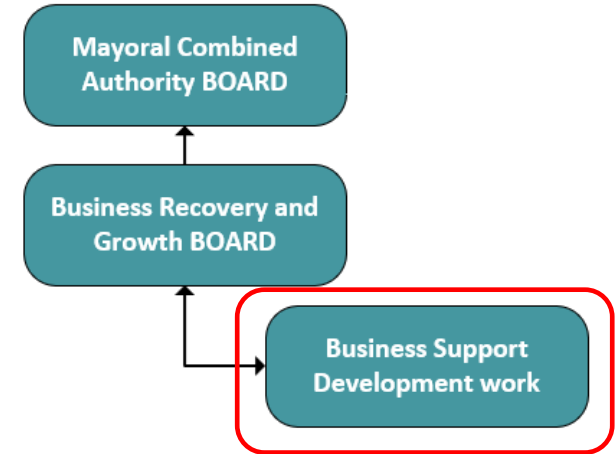 Mayoral Combined
Authority BOARD
Business Recovery and
Growth BOARD
Business Support
Development work